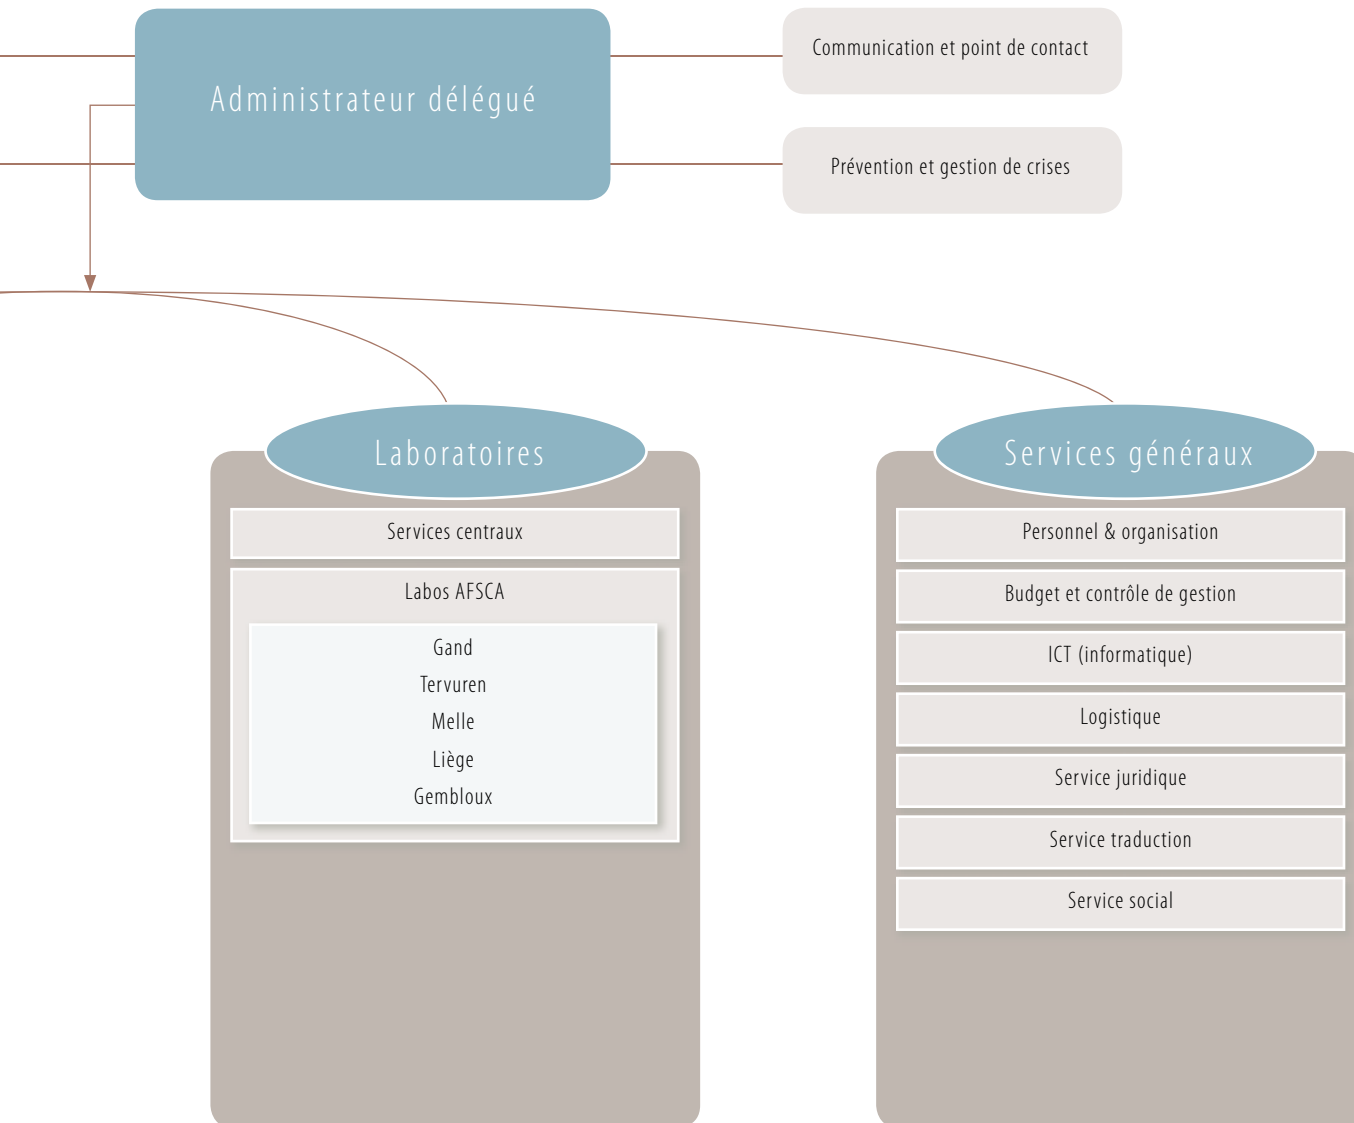 Administrateur délégué
Communication et point de contact
Prévention et gestion de crises
Laboratoires
Services centraux
Labos AFSCA
Gand
Tervuren
Melle
Liège
Gembloux
Services généraux
Personnel & organisation
Budget et contrôle de gestion
ICT (informatique)
Logistique
Service juridique
Service traduction
Service social